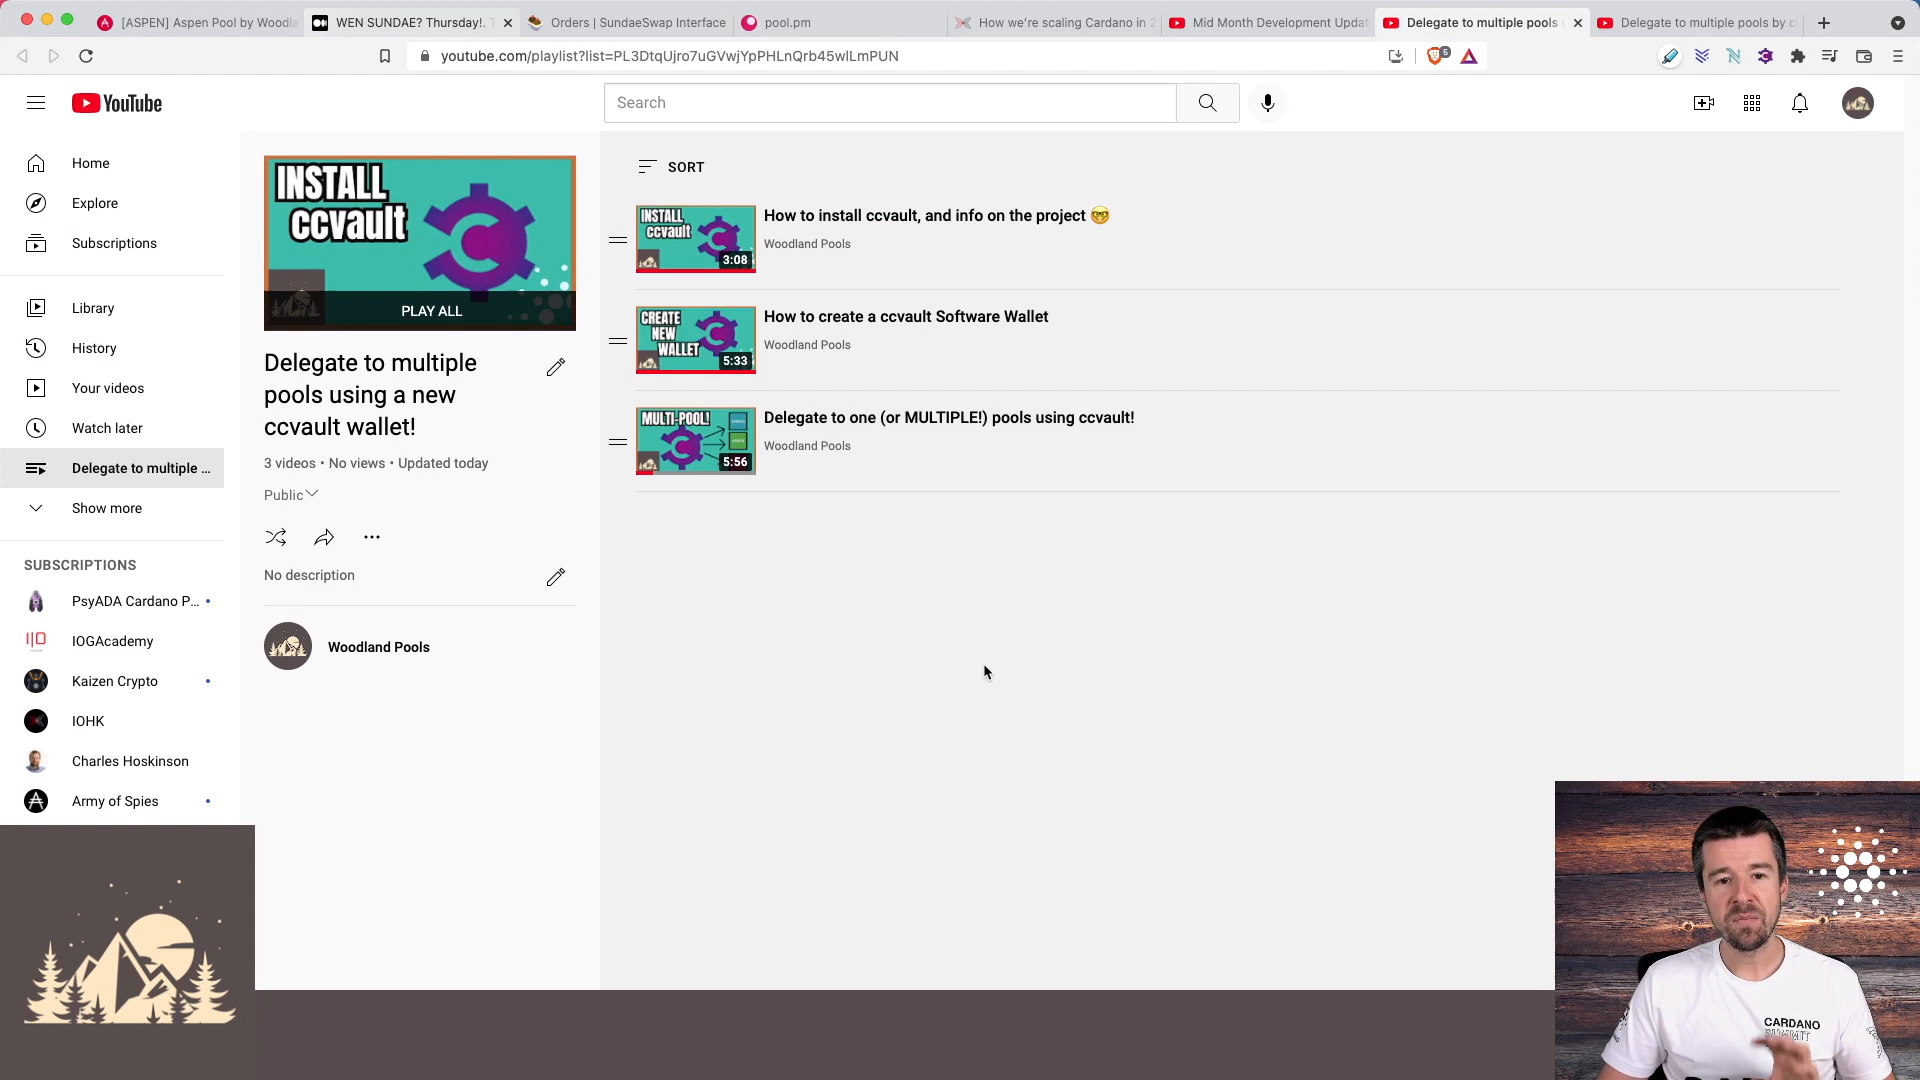 [ASPEN] Aspen Pool by Woodla
WEN SUNDAE? Thursday!.
Orders | SundaeSwap Interface
pool.pm
How we're scaling Cardano in 2
Mid Month Development Updat
Delegate to multiple pools
Delegate to multiple pools by c
youtube.com/playlist?list=PL3DtqUjro7uGVwjYpPHLnQrb45wlLmPUN
5
YouTube
Search
Home
Explore
Subscriptions
Library
History
Your videos
Watch later
Delegate to multiple ...
Show more
SUBSCRIPTIONS
PsyADA Cardano P...
IOGAcademy
Kaizen Crypto
IOHK
Charles Hoskinson
Army of Spies
INSTALL
ccvault
PLAY ALL
Delegate to multiple
pools using a new
ccvault wallet!
3 videos • No views • Updated today
Public
No description
Woodland Pools
SORT
INSTALL
ccvault
3:08
How to install ccvault, and info on the project 🤓
Woodland Pools
CREATE
NEW
WALLET
5:33
How to create a ccvault Software Wallet
Woodland Pools
MULTI-POOL!
5:56
Delegate to one (or MULTIPLE!) pools using ccvault!
Woodland Pools
CARDANO
SUMMIT